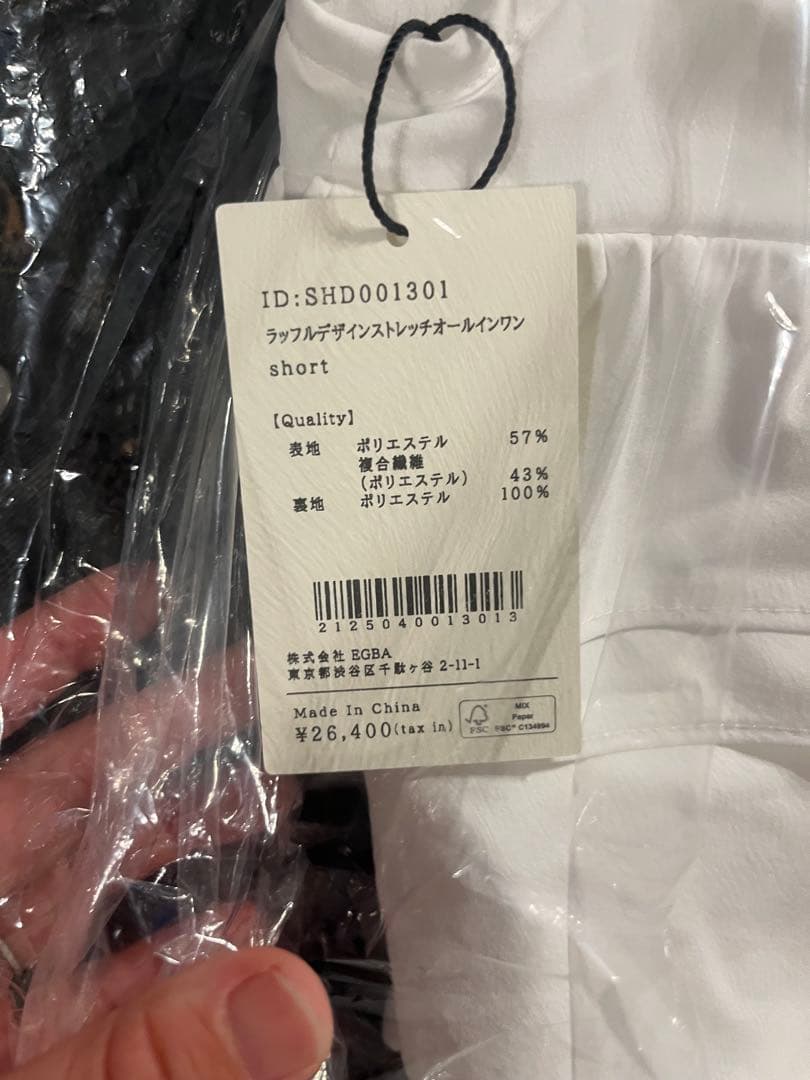 ID:SHD001301
ラッフルデザインストレッチオールインワン
short
【Quality】
表地 ポリエステル 57%
複合繊維
(ポリエステル) 43%
裏地 ポリエステル 100%
2125040013013
株式会社 EGBA
東京都渋谷区千駄ヶ谷 2-11-1
Made In China
¥26,400(tax in)
FSC
MIX
Paper
FSC® C134994